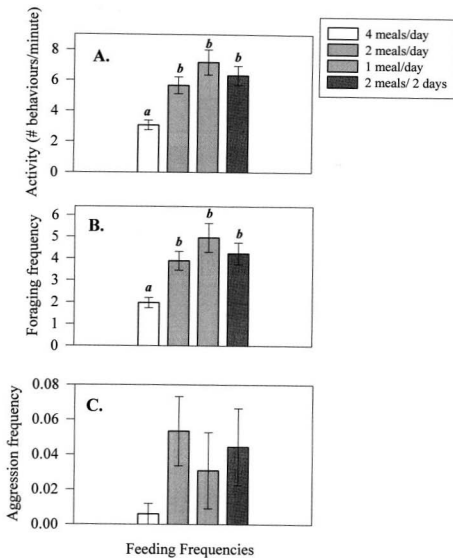 4 meals/day
2 meals/day
1 meal/day
2 meals/ 2 days
Activity (# behaviours/minute)
A.
8
6
4
2
0
a
b
b
b
Foraging frequency
B.
6
5
4
3
2
1
0
a
b
b
b
Aggression frequency
C.
0.08
0.06
0.04
0.02
0.00
Feeding Frequencies